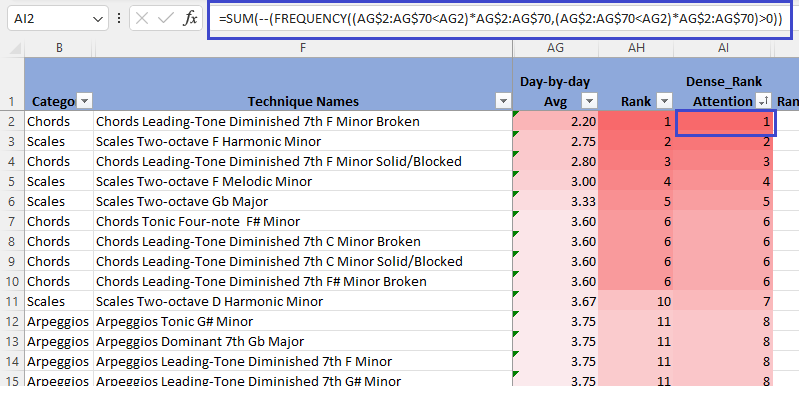 AI2 fx =SUM(--(FREQUENCY((AG$2:AG$70<AG2)*AG$2:AG$70,(AG$2:AG$70<AG2)*AG$2:AG$70)>0))
B F AG AH AI
Day-by-day Dense_Rank
1 Catego Technique Names Avg Rank Attention Ran
2 Chords Chords Leading-Tone Diminished 7th F Minor Broken 2.20 1 1
3 Scales Scales Two-octave F Harmonic Minor 2.75 2 2
4 Chords Chords Leading-Tone Diminished 7th F Minor Solid/Blocked 2.80 3 3
5 Scales Scales Two-octave F Melodic Minor 3.00 4 4
6 Scales Scales Two-octave Gb Major 3.33 5 5
7 Chords Chords Tonic Four-note  F# Minor 3.60 6 6
8 Chords Chords Leading-Tone Diminished 7th C Minor Broken 3.60 6 6
9 Chords Chords Leading-Tone Diminished 7th C Minor Solid/Blocked 3.60 6 6
10 Chords Chords Leading-Tone Diminished 7th F# Minor Broken 3.60 6 6
11 Scales Scales Two-octave D Harmonic Minor 3.67 10 7
12 Arpeggios Arpeggios Tonic G# Minor 3.75 11 8
13 Arpeggios Arpeggios Dominant 7th Gb Major 3.75 11 8
14 Arpeggios Arpeggios Leading-Tone Diminished 7th F Minor 3.75 11 8
15 Arpeggios Arpeggios Leading-Tone Diminished 7th G# Minor 3.75 11 8